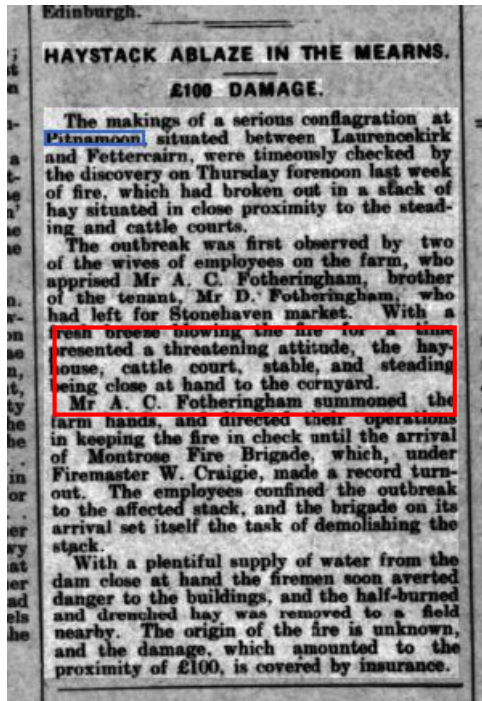 Edinburgh.
HAYSTACK ABLAZE IN THE MEARNS.
£100 DAMAGE.
The makings of a serious conflagration at
Pitnamoon, situated between Laurencekirk
and Fettercairn, were timeously checked by
the discovery on Thursday forenoon last week
of fire, which had broken out in a stack of
hay situated in close proximity to the stead-
ing and cattle courts.
The outbreak was first observed by two
of the wives of employees on the farm, who
apprised Mr A. C. Fotheringham, brother
of the tenant, Mr D. Fotheringham, who
had left for Stonehaven market. With a
fresh breeze blowing the fire for a time
presented a threatening attitude, the hay-
house, cattle court, stable, and steading
being close at hand to the cornyard.
Mr A. C. Fotheringham summoned the
farm hands, and directed their operations
in keeping the fire in check until the arrival
of Montrose Fire Brigade, which, under
Firemaster W. Craigie, made a record turn-
out. The employees confined the outbreak
to the affected stack, and the brigade on its
arrival set itself the task of demolishing the
stack.
With a plentiful supply of water from the
dam close at hand the firemen soon averted
danger to the buildings, and the half-burned
and drenched hay was removed to a field
nearby. The origin of the fire is unknown,
and the damage, which amounted to the
proximity of £100, is covered by insurance.